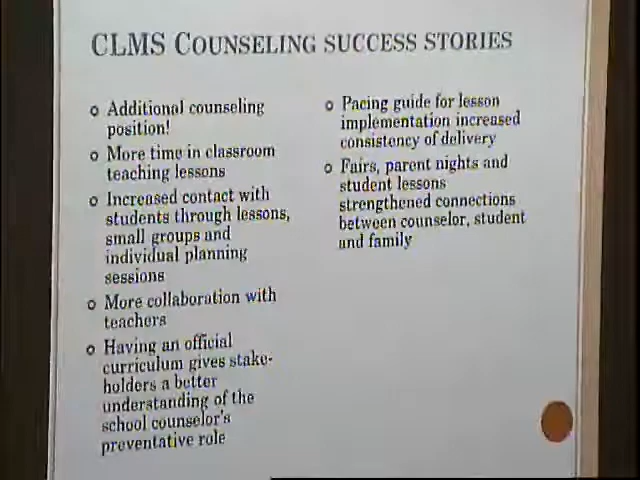 CLMS COUNSELING SUCCESS STORIES
Additional counseling
position!
More time in classroom
teaching lessons
Increased contact with
students through lessons,
small groups and
individual planning
sessions
More collaboration with
teachers
Having an official
curriculum gives stake-
holders a better
understanding of the
school counselor's
preventative role
Pacing guide for lesson
implementation increased
consistency of delivery
Fairs, parent nights and
student lessons
strengthened connections
between counselor, student
and family